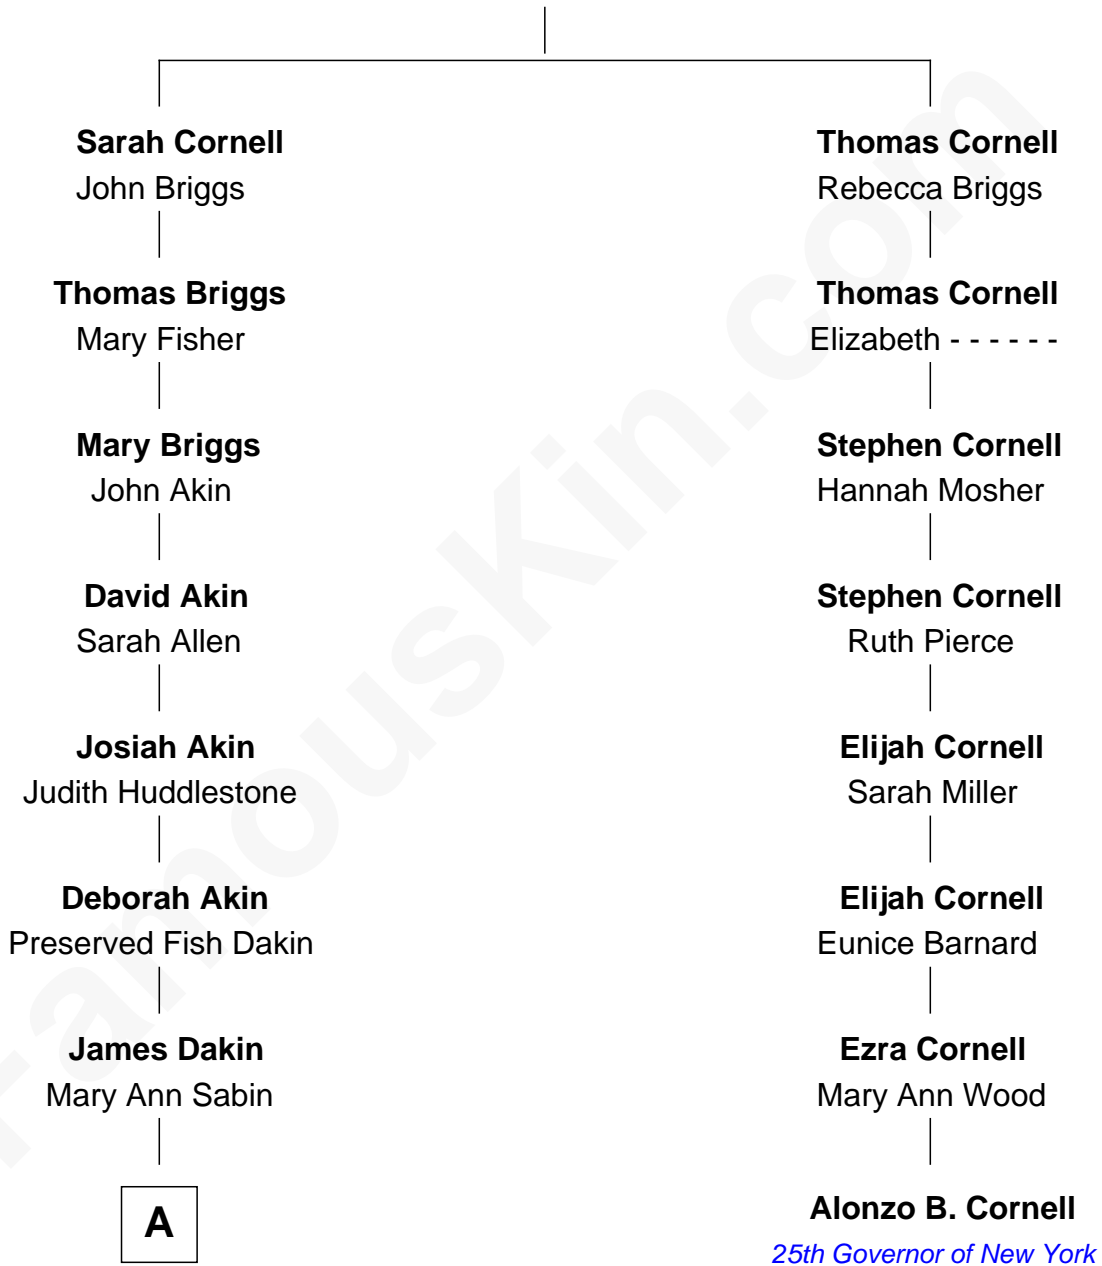 Sarah Cornell
John Briggs
Thomas Briggs
Mary Fisher
Mary Briggs
John Akin
David Akin
Sarah Allen
Josiah Akin
Judith Huddlestone
Deborah Akin
Preserved Fish Dakin
James Dakin
Mary Ann Sabin
A
Thomas Cornell
Rebecca Briggs
Thomas Cornell
Elizabeth - - - - - -
Stephen Cornell
Hannah Mosher
Stephen Cornell
Ruth Pierce
Elijah Cornell
Sarah Miller
Elijah Cornell
Eunice Barnard
Ezra Cornell
Mary Ann Wood
Alonzo B. Cornell
25th Governor of New York
FamousKin.com